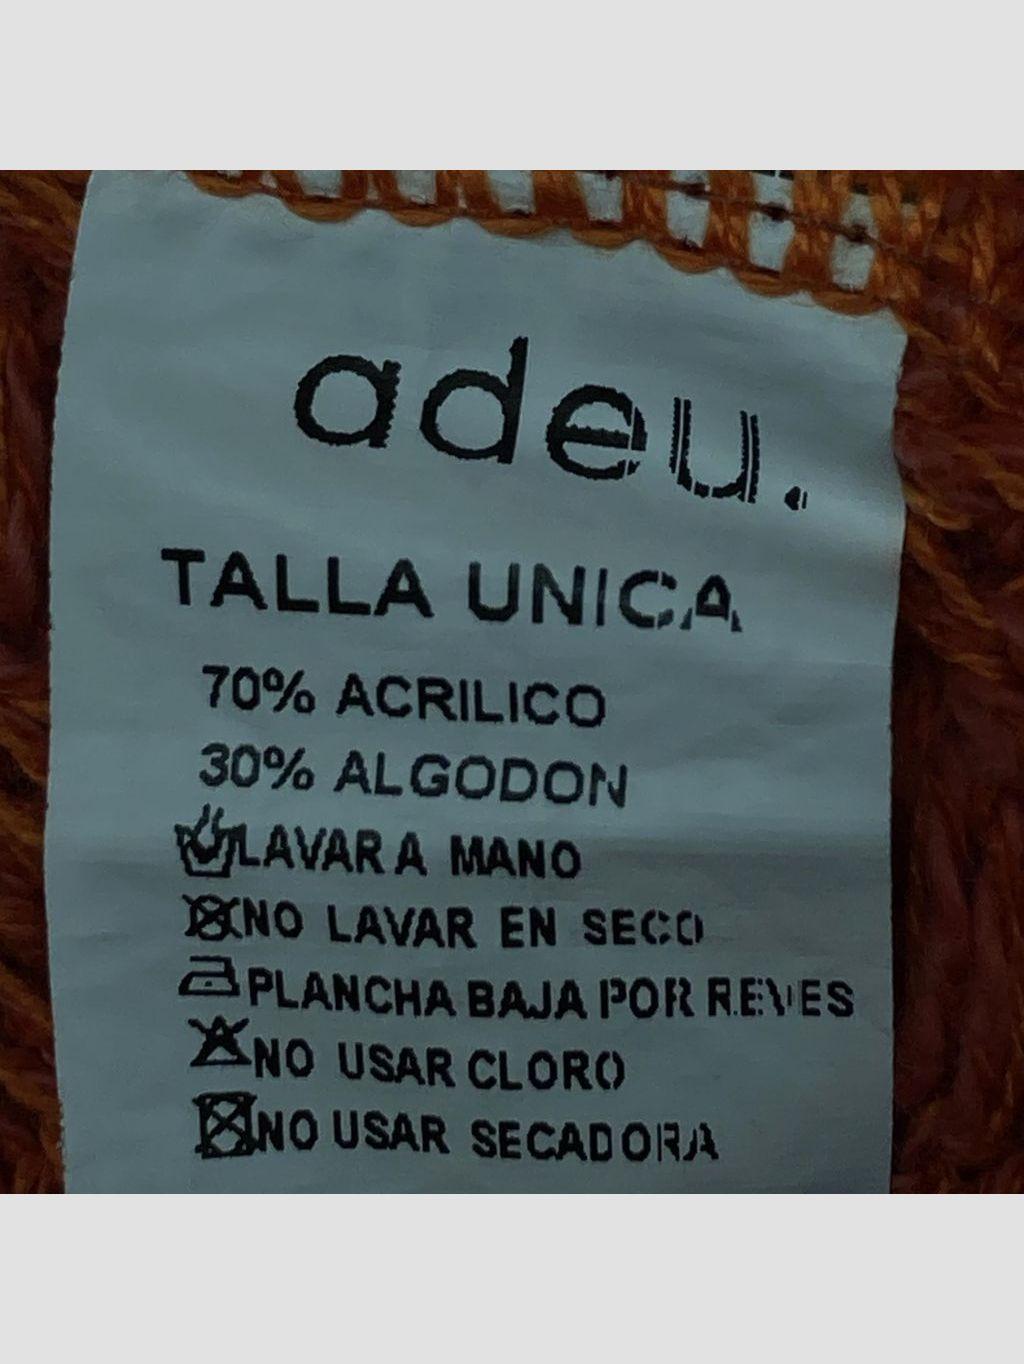 adeu.
TALLA UNICA
70% ACRILICO
30% ALGODON
LAVAR A MANO
NO LAVAR EN SECO
PLANCHA BAJA POR REVES
NO USAR CLORO
NO USAR SECADORA